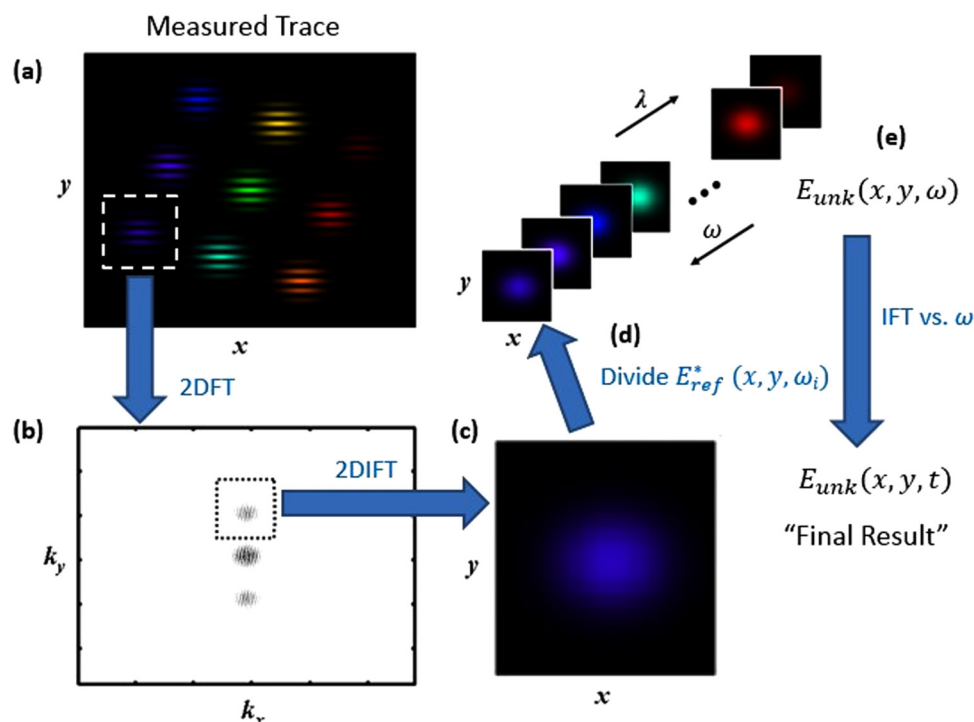 Measured Trace
(a)
y
x
2DFT
(b)
k_y
k_x
2DIFT
(c)
y
x
Divide E*_ref (x, y, ω_i)
(d)
y
x
λ
ω
(e)
E_unk(x, y, ω)
IFT vs. ω
E_unk(x, y, t)
“Final Result”